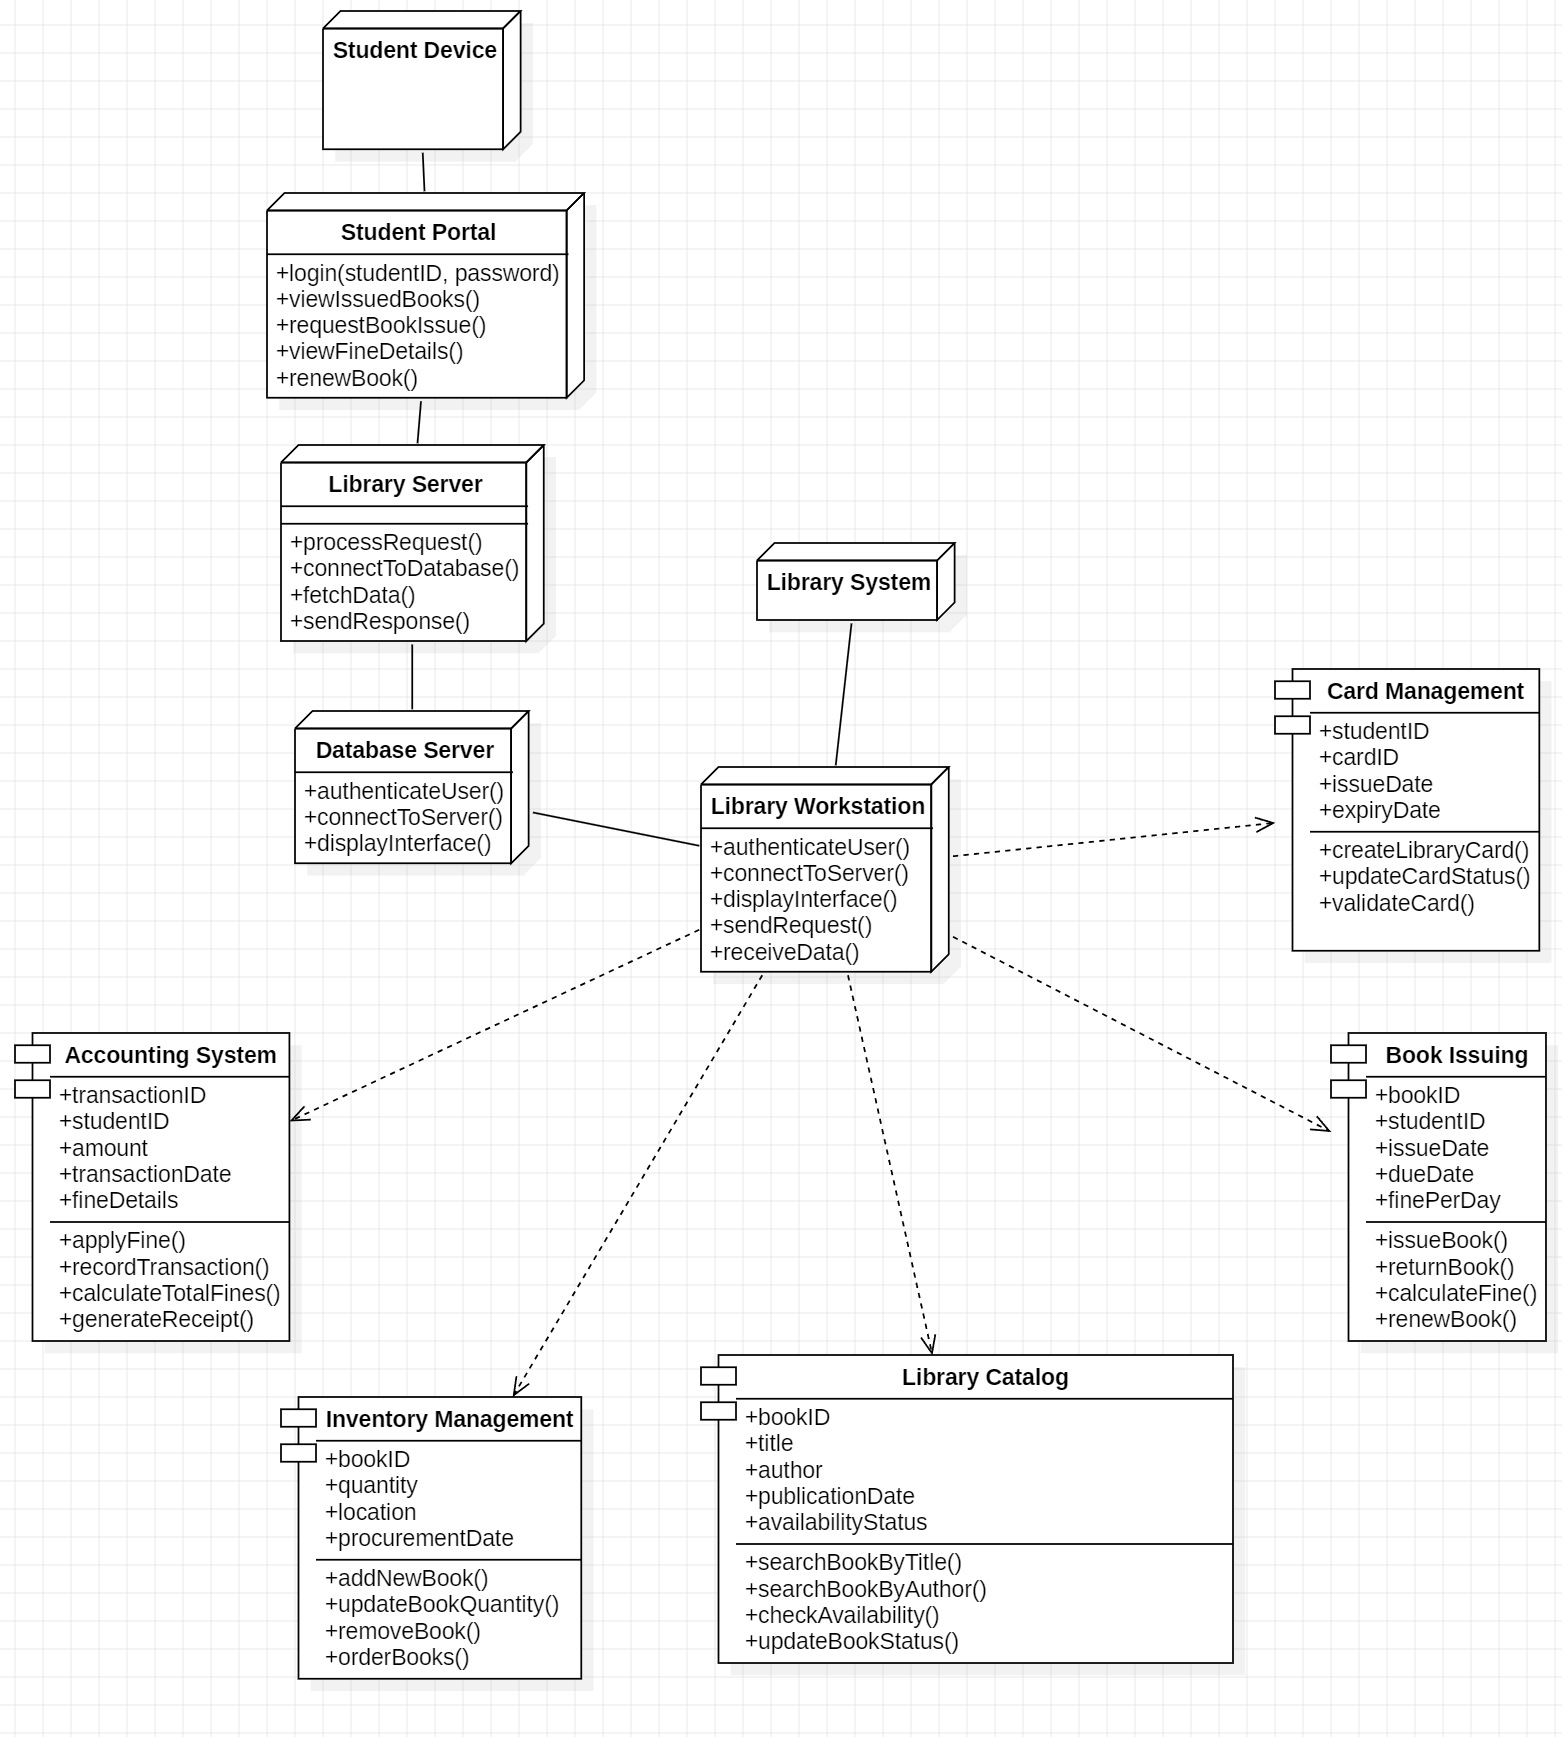 Student Device
Student Portal
+login(studentID, password)
+viewIssuedBooks()
+requestBookIssue()
+viewFineDetails()
+renewBook()
Library Server
+processRequest()
+connectToDatabase()
+fetchData()
+sendResponse()
Library System
Database Server
+authenticateUser()
+connectToServer()
+displayInterface()
Library Workstation
+authenticateUser()
+connectToServer()
+displayInterface()
+sendRequest()
+receiveData()
Card Management
+studentID
+cardID
+issueDate
+expiryDate
+createLibraryCard()
+updateCardStatus()
+validateCard()
Accounting System
+transactionID
+studentID
+amount
+transactionDate
+fineDetails
+applyFine()
+recordTransaction()
+calculateTotalFines()
+generateReceipt()
Book Issuing
+bookID
+studentID
+issueDate
+dueDate
+finePerDay
+issueBook()
+returnBook()
+calculateFine()
+renewBook()
Inventory Management
+bookID
+quantity
+location
+procurementDate
+addNewBook()
+updateBookQuantity()
+removeBook()
+orderBooks()
Library Catalog
+bookID
+title
+author
+publicationDate
+availabilityStatus
+searchBookByTitle()
+searchBookByAuthor()
+checkAvailability()
+updateBookStatus()